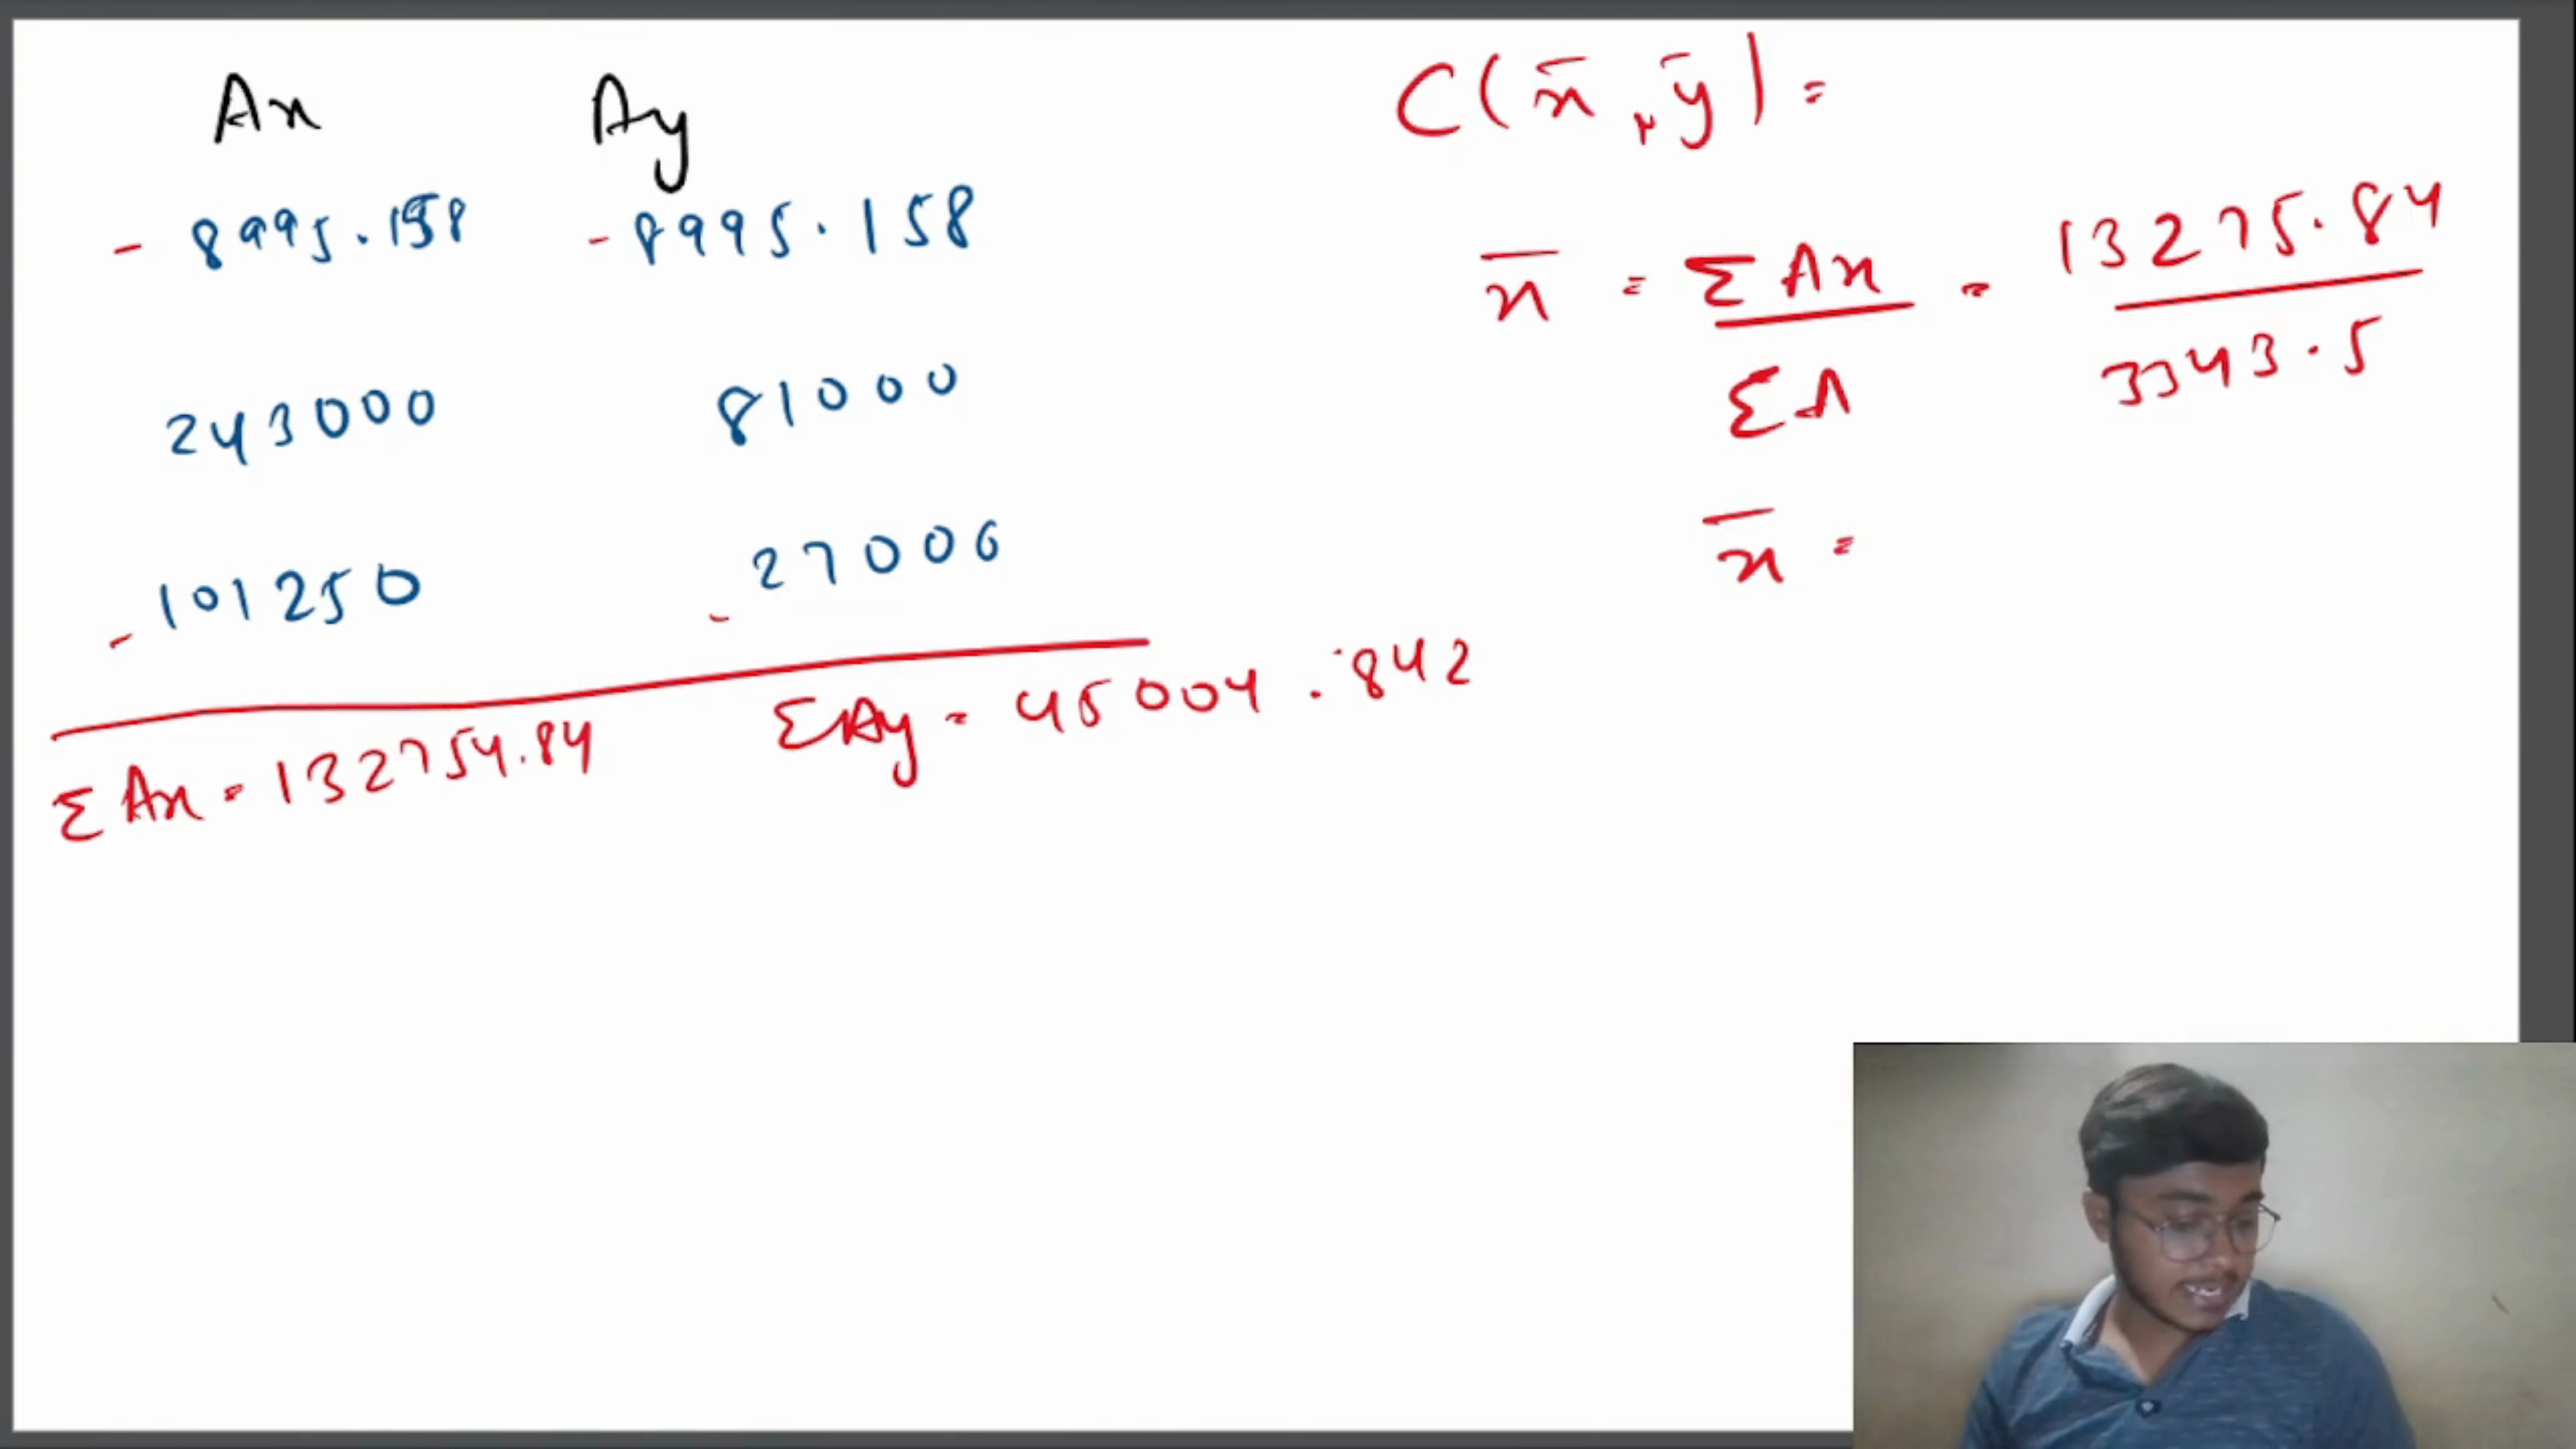 Ax Ay
- 8995.158 - 8995.158
243000 81000
- 101250 - 27000
ΣAx = 132754.84 ΣAy = 45004.842
C(x̄, ȳ) =
x̄ = ΣAx = 13275.84
ΣA 3343.5
x̄ =